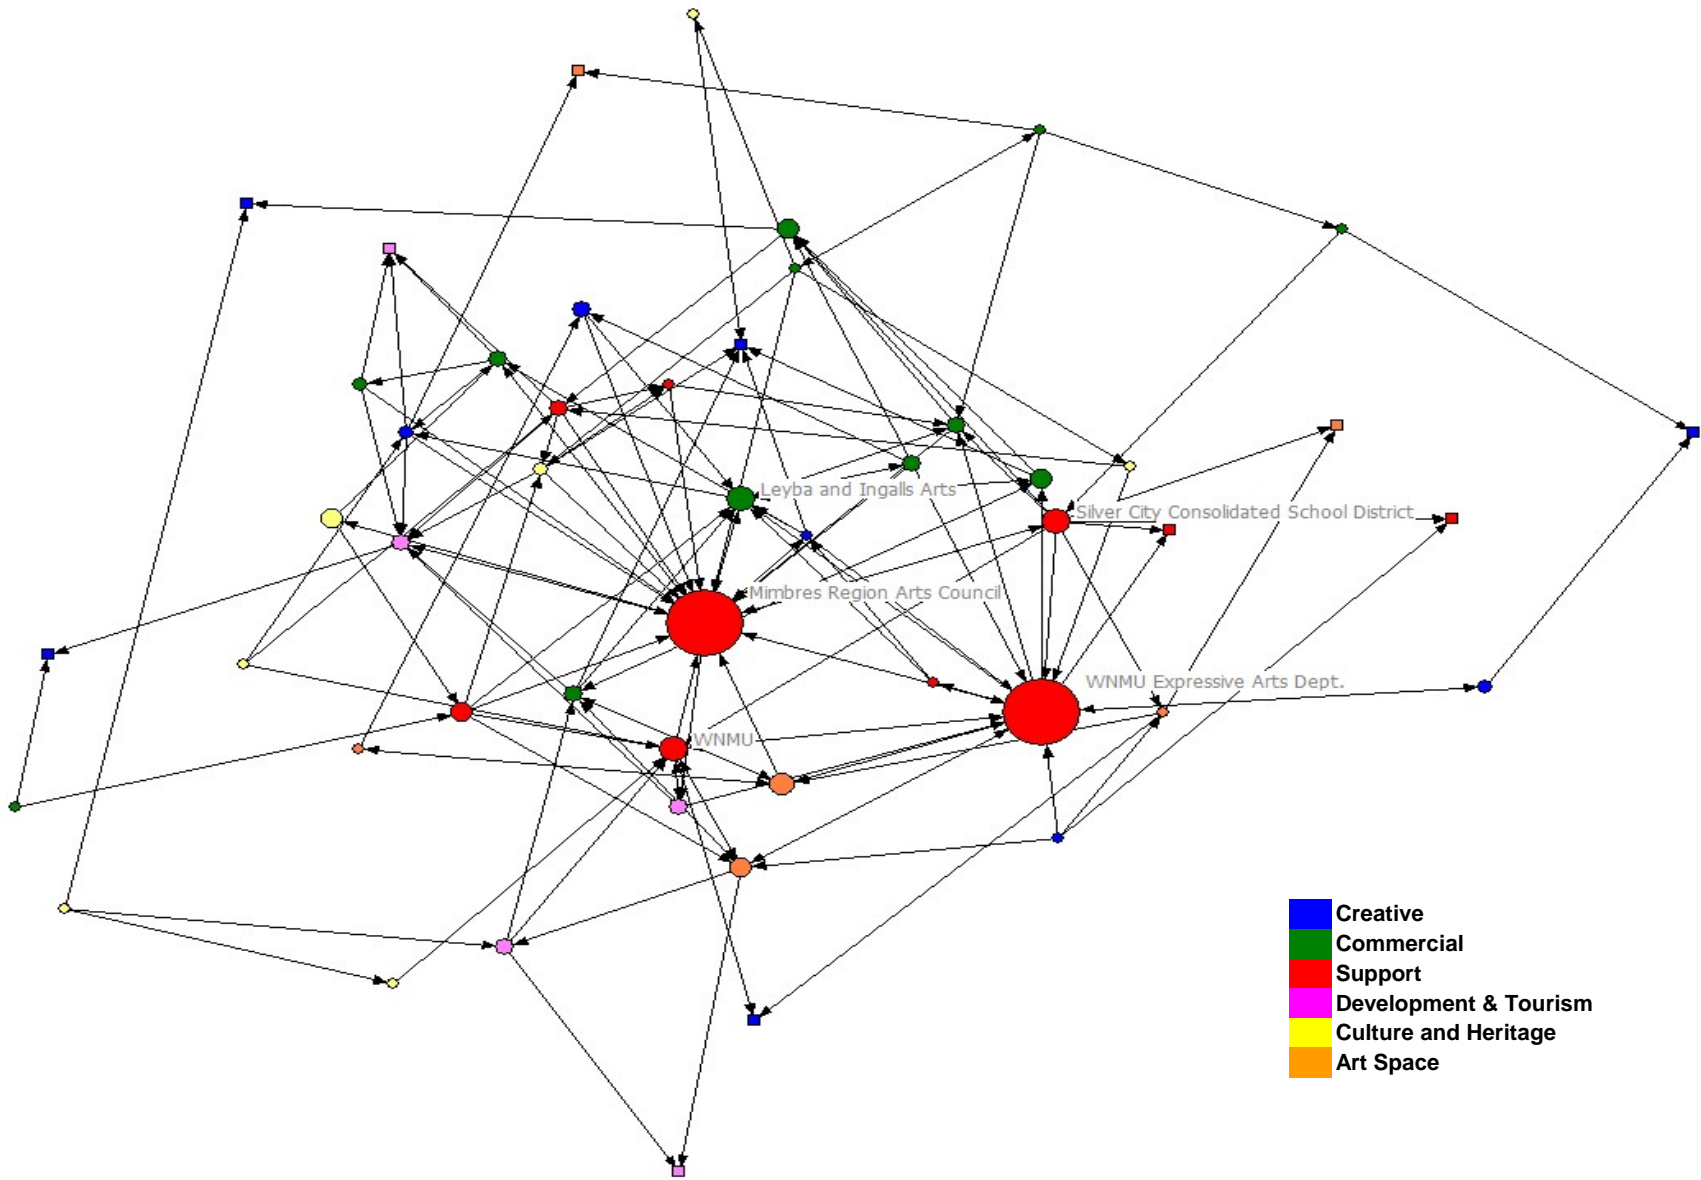 Leyba and Ingalls Arts
Silver City Consolidated School District
Mimbres Region Arts Council
WNMU Expressive Arts Dept.
WNMU
Creative
Commercial
Support
Development & Tourism
Culture and Heritage
Art Space